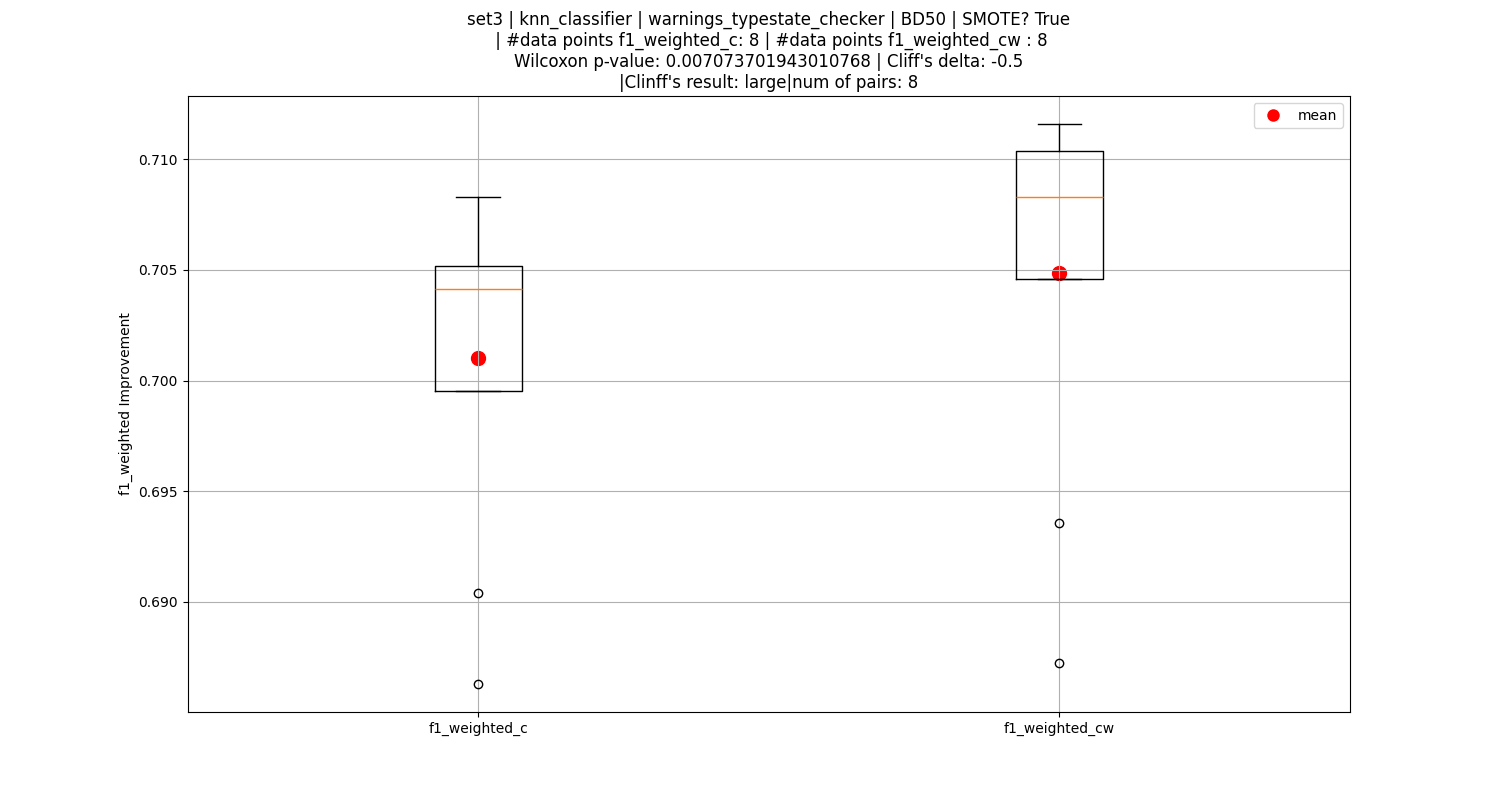 set3 | knn_classifier | warnings_typestate_checker | BD50 | SMOTE? True
| #data points f1_weighted_c: 8 | #data points f1_weighted_cw : 8
Wilcoxon p-value: 0.007073701943010768 | Cliff's delta: -0.5
|Clinff's result: large|num of pairs: 8
mean
0.710
0.705
0.700
0.695
0.690
f1_weighted Improvement
f1_weighted_c
f1_weighted_cw